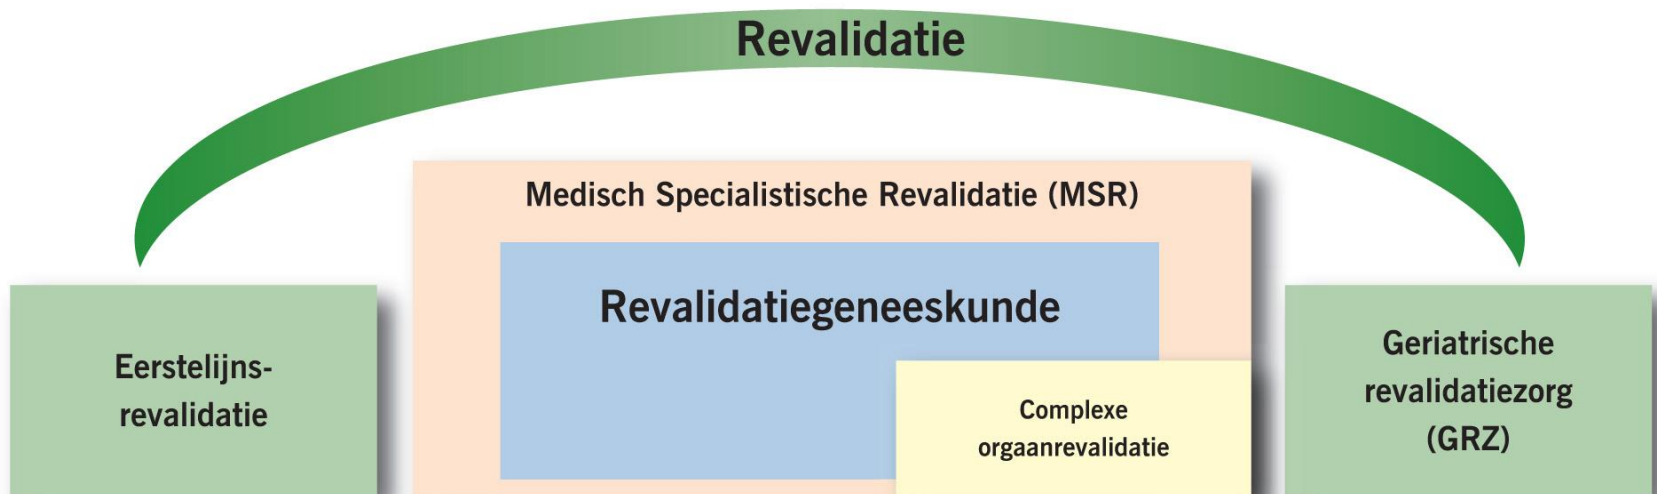 Revalidatie
Medisch Specialistische Revalidatie (MSR)
Revalidatiegeneeskunde
Eerstelijns-
revalidatie
Complexe
orgaanrevalidatie
Geriatrische
revalidatiezorg
(GRZ)